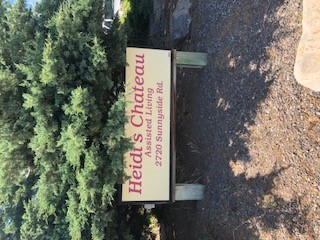 Heidi's Chateau
Assisted Living
2720 Sunnyside Rd.